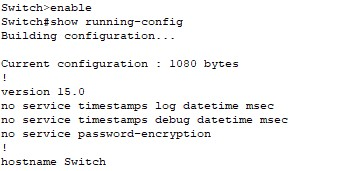 Switch>enable
Switch#show running-config
Building configuration...

Current configuration : 1080 bytes
!
version 15.0
no service timestamps log datetime msec
no service timestamps debug datetime msec
no service password-encryption
!
hostname Switch